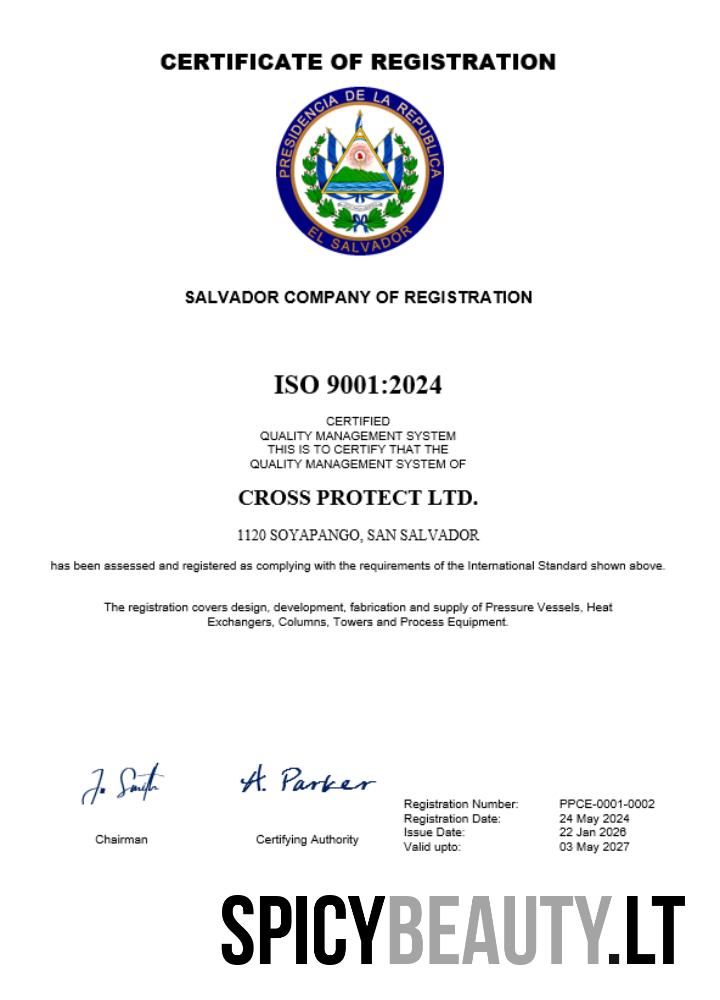 CERTIFICATE OF REGISTRATION
PRESIDENCIA DE LA REPUBLICA
EL SALVADOR
SALVADOR COMPANY OF REGISTRATION
ISO 9001:2024
CERTIFIED
QUALITY MANAGEMENT SYSTEM
THIS IS TO CERTIFY THAT THE
QUALITY MANAGEMENT SYSTEM OF
CROSS PROTECT LTD.
1120 SOYAPANGO, SAN SALVADOR
has been assessed and registered as complying with the requirements of the International Standard shown above.
The registration covers design, development, fabrication and supply of Pressure Vessels, Heat
Exchangers, Columns, Towers and Process Equipment.
Jo Smith
A. Parker
Chairman
Certifying Authority
Registration Number: PPCE-0001-0002
Registration Date: 24 May 2024
Issue Date: 22 Jan 2026
Valid upto: 03 May 2027
SPICYBEAUTY.LT